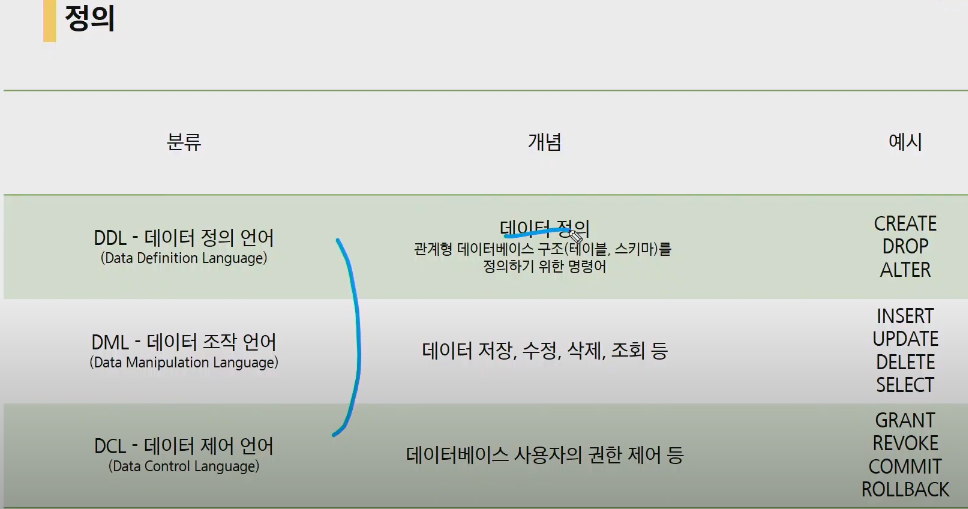 정의
분류
개념
예시
DDL - 데이터 정의 언어
(Data Definition Language)
데이터 정의
관계형 데이터베이스 구조(테이블, 스키마)를
정의하기 위한 명령어
CREATE
DROP
ALTER
DML - 데이터 조작 언어
(Data Manipulation Language)
데이터 저장, 수정, 삭제, 조회 등
INSERT
UPDATE
DELETE
SELECT
DCL - 데이터 제어 언어
(Data Control Language)
데이터베이스 사용자의 권한 제어 등
GRANT
REVOKE
COMMIT
ROLLBACK